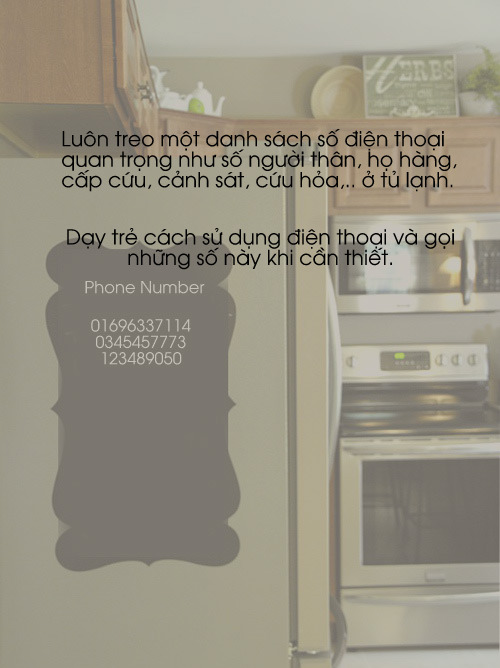 HERBS
Luôn treo một danh sách số điện thoại
quan trọng như số người thân, họ hàng,
cấp cứu, cảnh sát, cứu hỏa,.. ở tủ lạnh.
Dạy trẻ cách sử dụng điện thoại và gọi
những số này khi cần thiết.
Phone Number
01696337114
0345457773
123489050